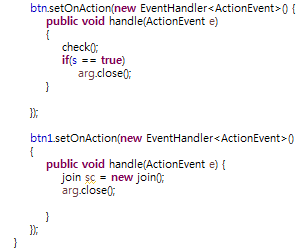 btn.setOnAction(new EventHandler<ActionEvent>() {
public void handle(ActionEvent e)
{
check();
if(s == true)
arg.close();
}
});
btn1.setOnAction(new EventHandler<ActionEvent>()
{
public void handle(ActionEvent e) {
join sc = new join();
arg.close();
}
});
}